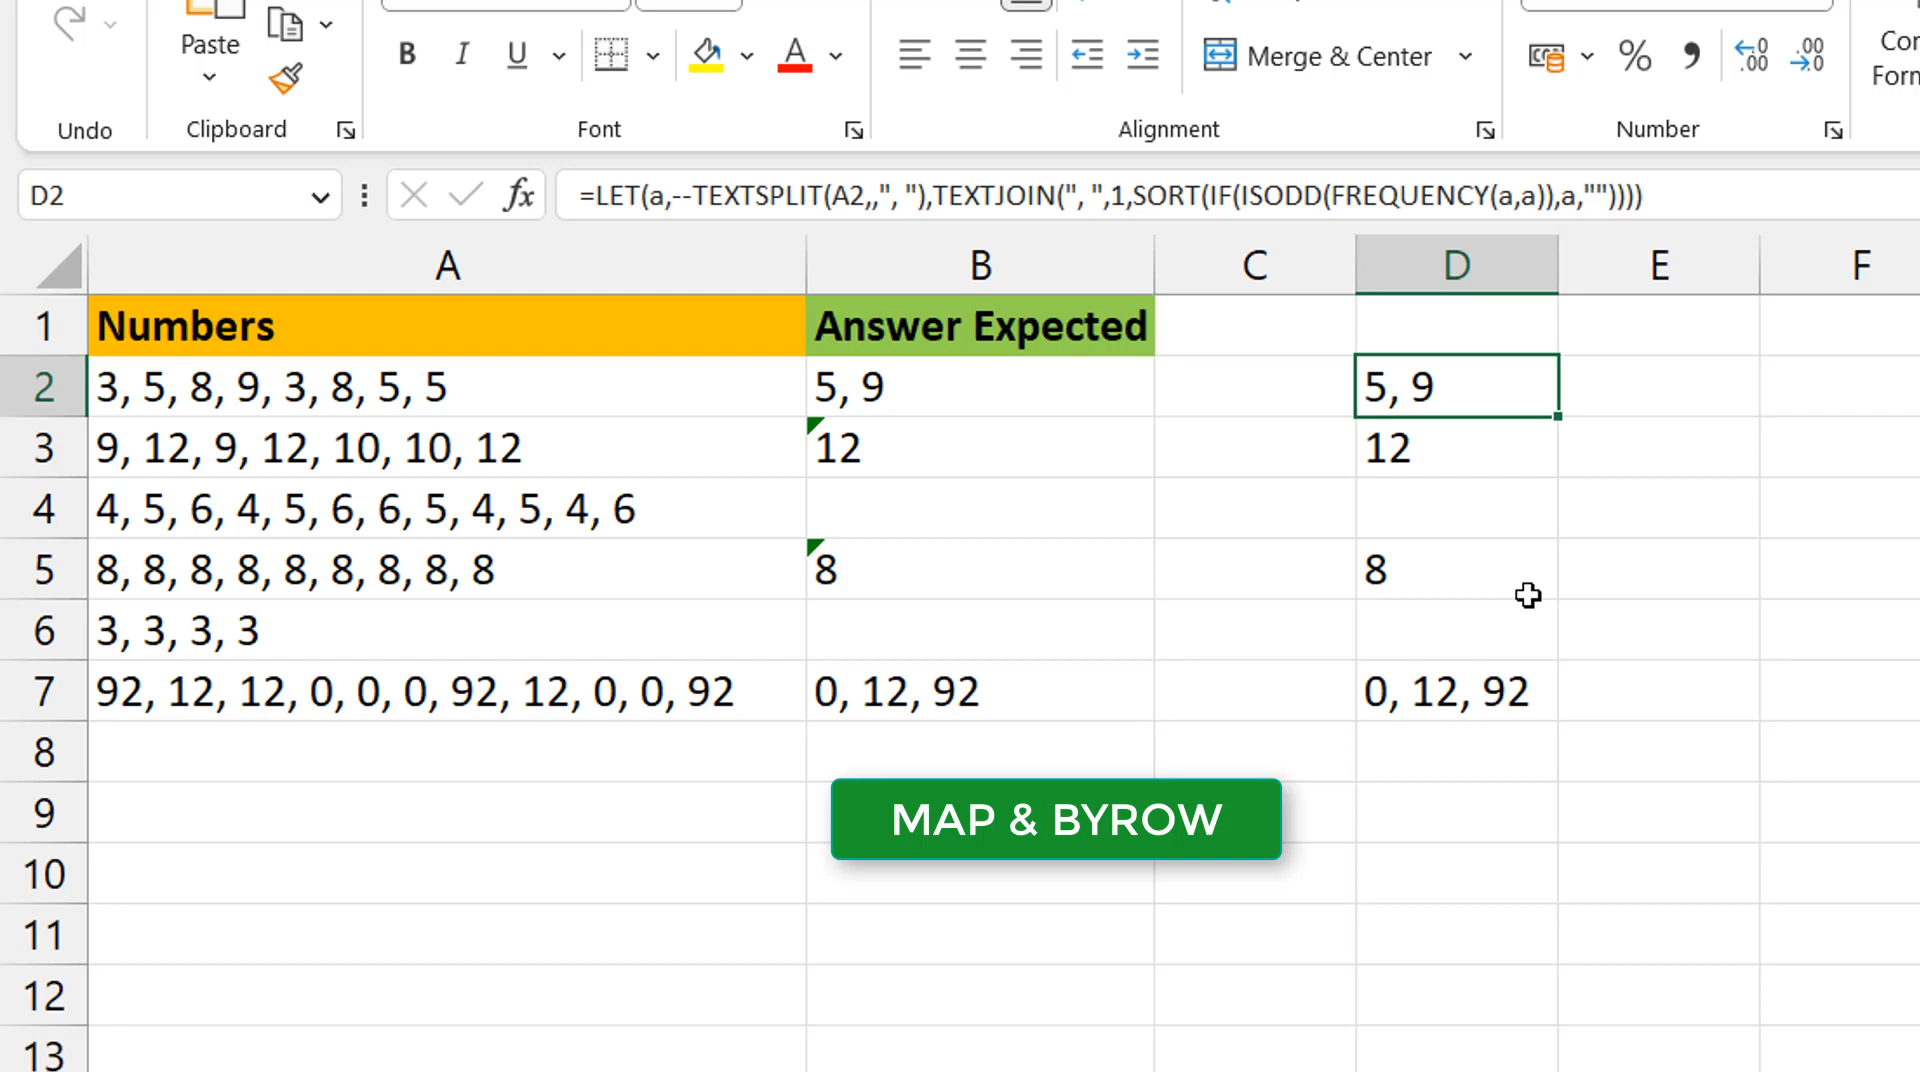 Paste
B I U A
Merge & Center
% 0 .00 .00 0
Undo Clipboard Font Alignment Number
D2 fx =LET(a,--TEXTSPLIT(A2,,", "),TEXTJOIN(", ",1,SORT(IF(ISODD(FREQUENCY(a,a)),a,""))))
A B C D E F
1 Numbers Answer Expected
2 3, 5, 8, 9, 3, 8, 5, 5 5, 9 5, 9
3 9, 12, 9, 12, 10, 10, 12 12 12
4 4, 5, 6, 4, 5, 6, 6, 5, 4, 5, 4, 6
5 8, 8, 8, 8, 8, 8, 8, 8, 8 8 8
6 3, 3, 3, 3
7 92, 12, 12, 0, 0, 0, 92, 12, 0, 0, 92 0, 12, 92 0, 12, 92
8
9 MAP & BYROW
10
11
12
13